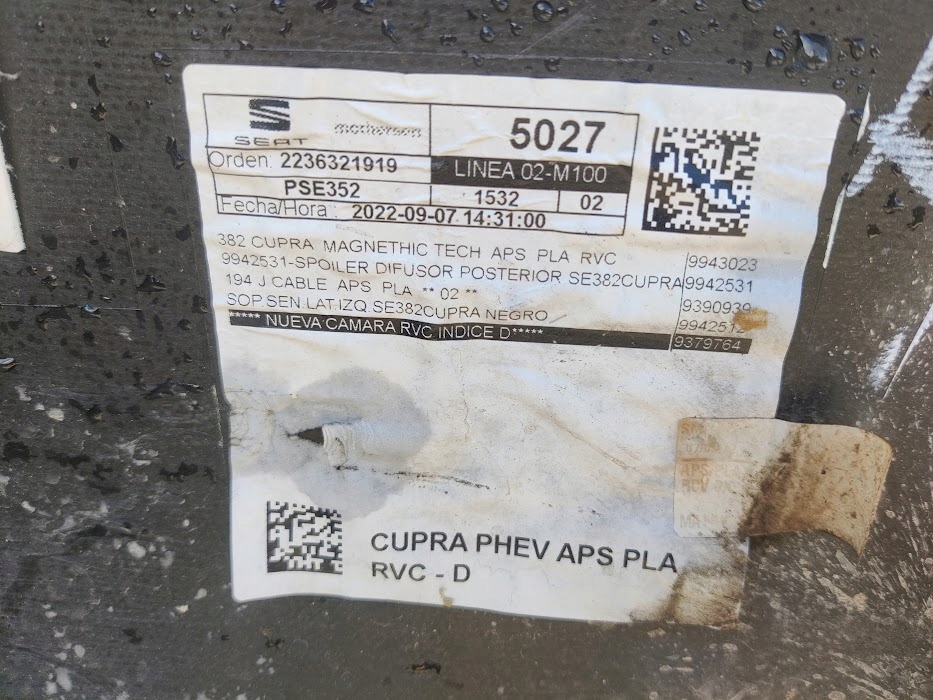 SEAT
motherson
5027
Orden: 2236321919
LINEA 02-M100
PSE352 1532 02
Fecha/Hora: 2022-09-07 14:31:00
382 CUPRA MAGNETHIC TECH APS PLA RVC 9943023
9942531-SPOILER DIFUSOR POSTERIOR SE382CUPRA 9942531
194 J CABLE APS PLA ** 02 ** 9390939
SOP.SEN.LAT.IZQ.SE382CUPRA NEGRO
***** NUEVA CAMARA RVC INDICE D***** 9379764
CUPRA PHEV APS PLA
RVC - D